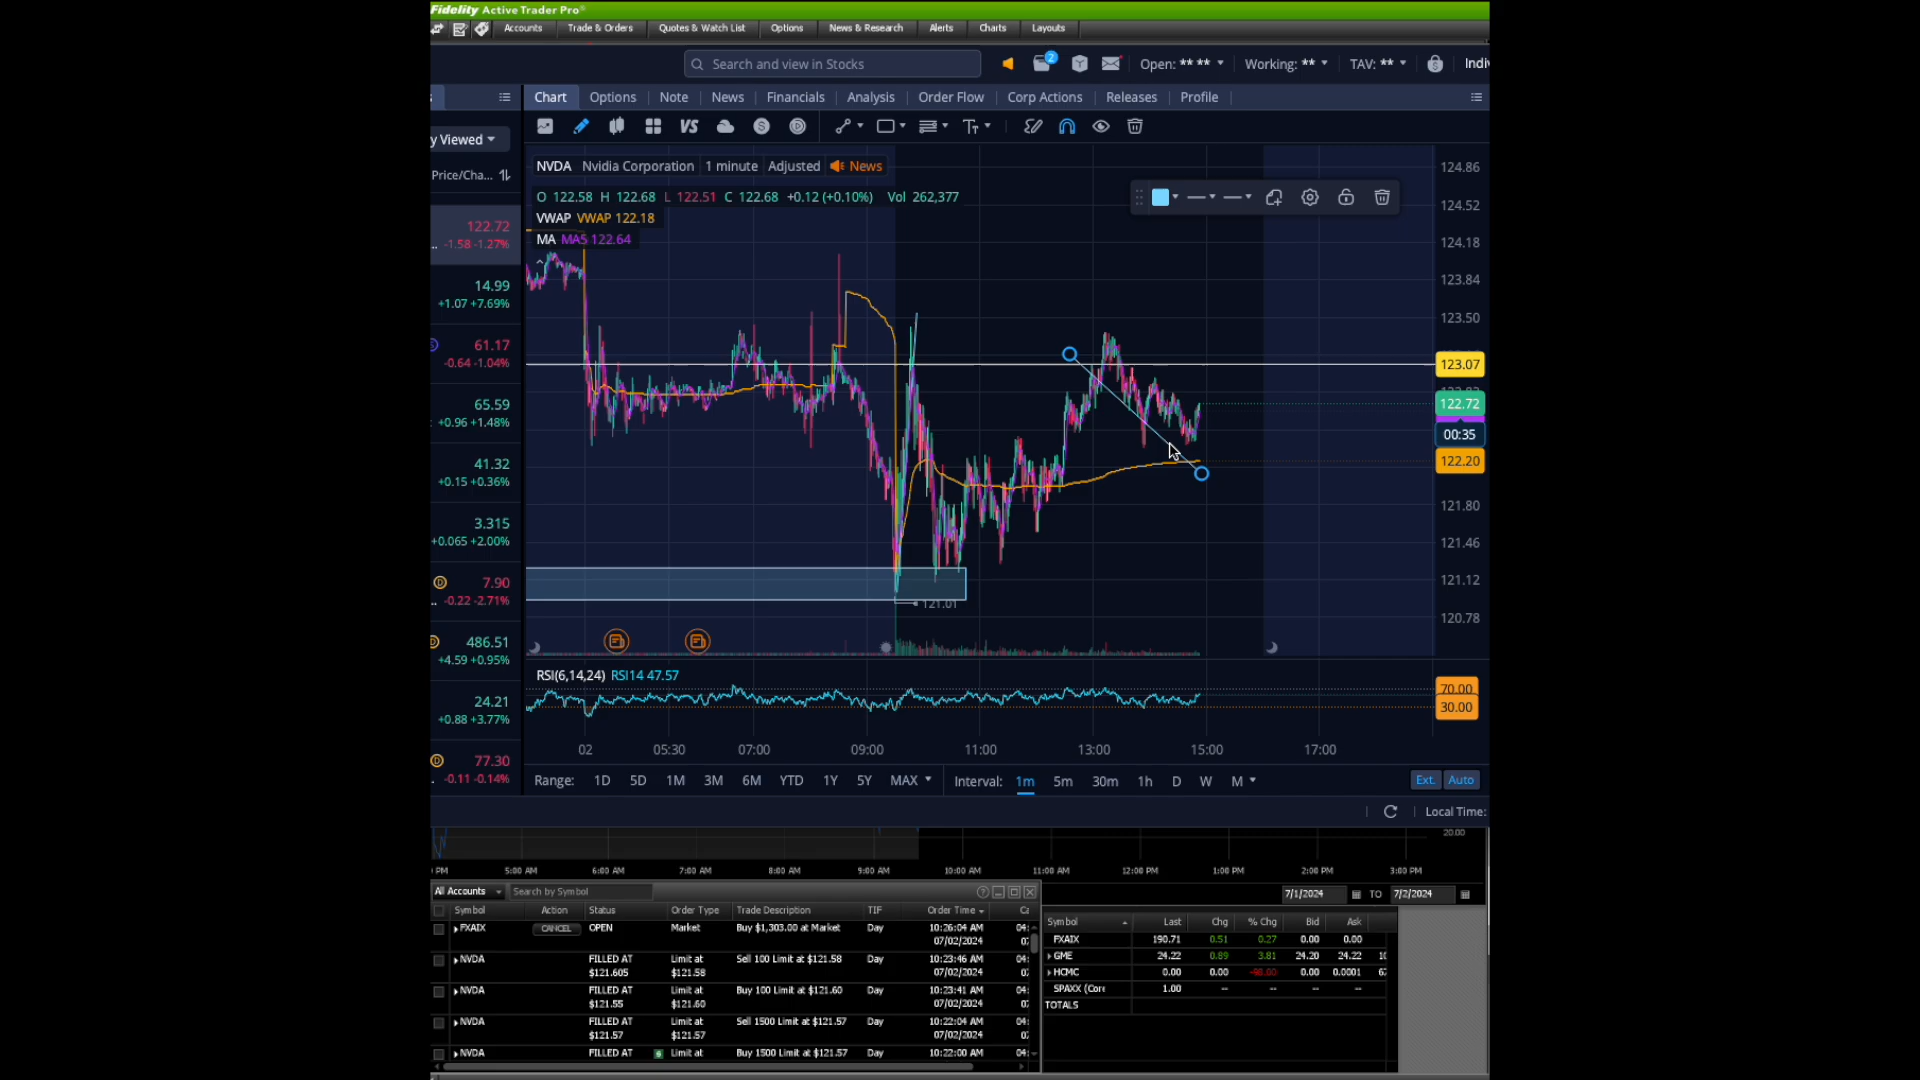 Fidelity Active Trader Pro®
Accounts Trade & Orders Quotes & Watch List Options News & Research Alerts Charts Layouts
Search and view in Stocks 2 Open: ** ** Working: ** TAV: ** Indiv
Chart Options Note News Financials Analysis Order Flow Corp Actions Releases Profile
y Viewed VS
Price/Cha...
NVDA Nvidia Corporation 1 minute Adjusted News
O 122.58 H 122.68 L 122.51 C 122.68 +0.12 (+0.10%) Vol 262,377
VWAP VWAP 122.18
MA MA5 122.64
122.72
-1.58 -1.27%
14.99
+1.07 +7.69%
61.17
-0.64 -1.04%
65.59
+0.96 +1.48%
41.32
+0.15 +0.36%
3.315
+0.065 +2.00%
7.90
-0.22 -2.71%
486.51
+4.59 +0.95%
24.21
+0.88 +3.77%
77.30
-0.11 -0.14%
124.86
124.52
124.18
123.84
123.50
123.07
122.72
00:35
122.20
121.80
121.46
121.12
120.78
121.01
RSI(6,14,24) RSI14 47.57
70.00
30.00
02 05:30 07:00 09:00 11:00 13:00 15:00 17:00
Range: 1D 5D 1M 3M 6M YTD 1Y 5Y MAX Interval: 1m 5m 30m 1h D W M Ext. Auto
Local Time:
20.00
PM 5:00 AM 6:00 AM 7:00 AM 8:00 AM 9:00 AM 10:00 AM 11:00 AM 12:00 PM 1:00 PM 2:00 PM 3:00 PM
All Accounts Search by Symbol 7/1/2024 TO 7/2/2024
Symbol Action Status Order Type Trade Description TIF Order Time Ca
FXAIX CANCEL OPEN Market Buy $1,303.00 at Market Day 10:26:04 AM 04:
07/02/2024 07
NVDA FILLED AT Limit at Sell 100 Limit at $121.58 Day 10:23:46 AM 04:
$121.605 $121.58 07/02/2024 07
NVDA FILLED AT Limit at Buy 100 Limit at $121.60 Day 10:23:41 AM 04:
$121.55 $121.60 07/02/2024 07
NVDA FILLED AT Limit at Sell 1500 Limit at $121.57 Day 10:22:04 AM 04:
$121.57 $121.57 07/02/2024 07
NVDA FILLED AT Limit at Buy 1500 Limit at $121.57 Day 10:22:00 AM 04:
Symbol Last Chg % Chg Bid Ask
FXAIX 190.71 0.51 0.27 0.00 0.00
GME 24.22 0.89 3.81 24.20 24.22 10
HCMC 0.00 0.00 0.00 0.0001
SPAXX (Core 1.00 -- -- -- --
TOTALS